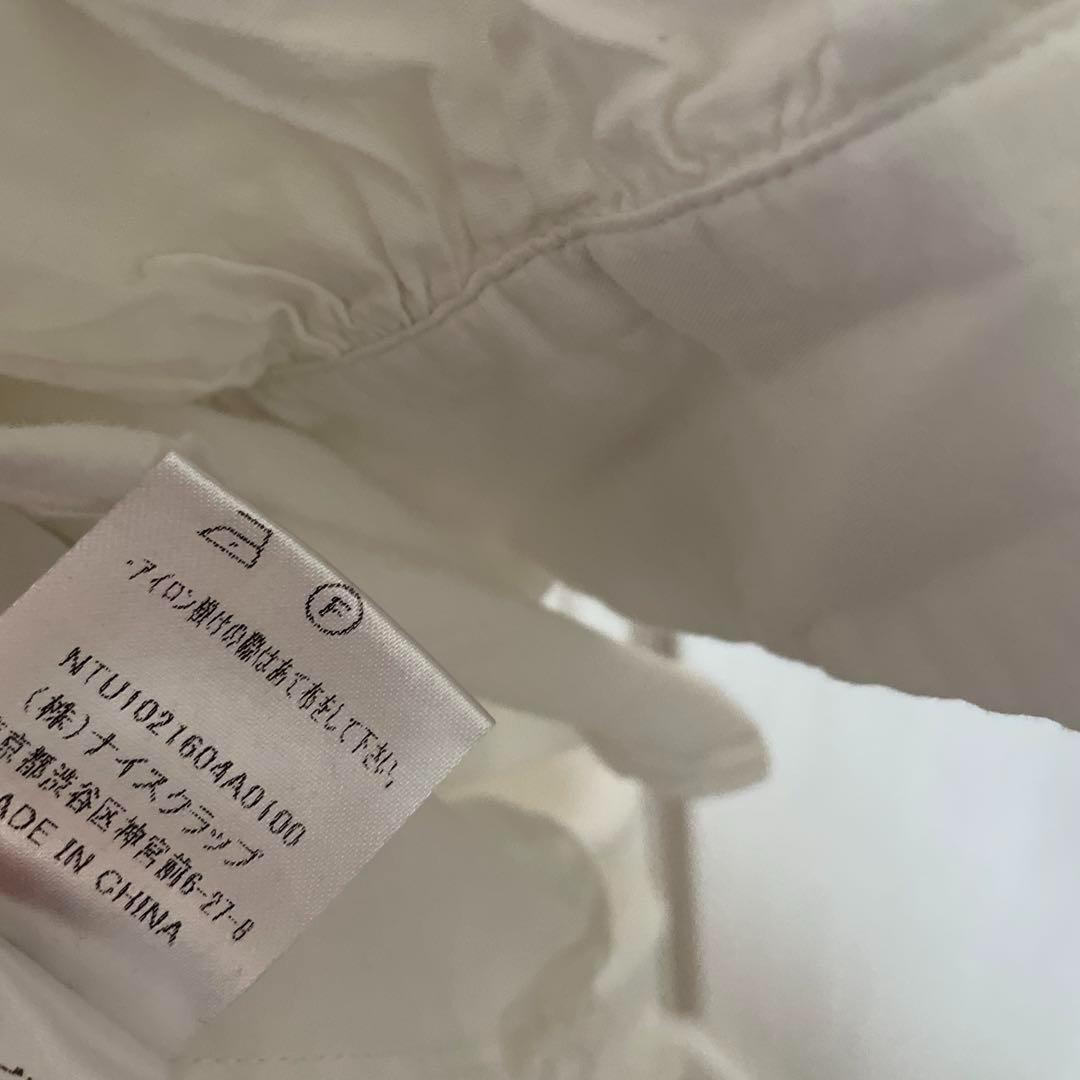 F
・アイロン掛けの際はあて布をして下さい。
NTU1021604A0100
(株)ナイスクラップ
京都渋谷区神宮前6-27-8
ADE IN CHINA